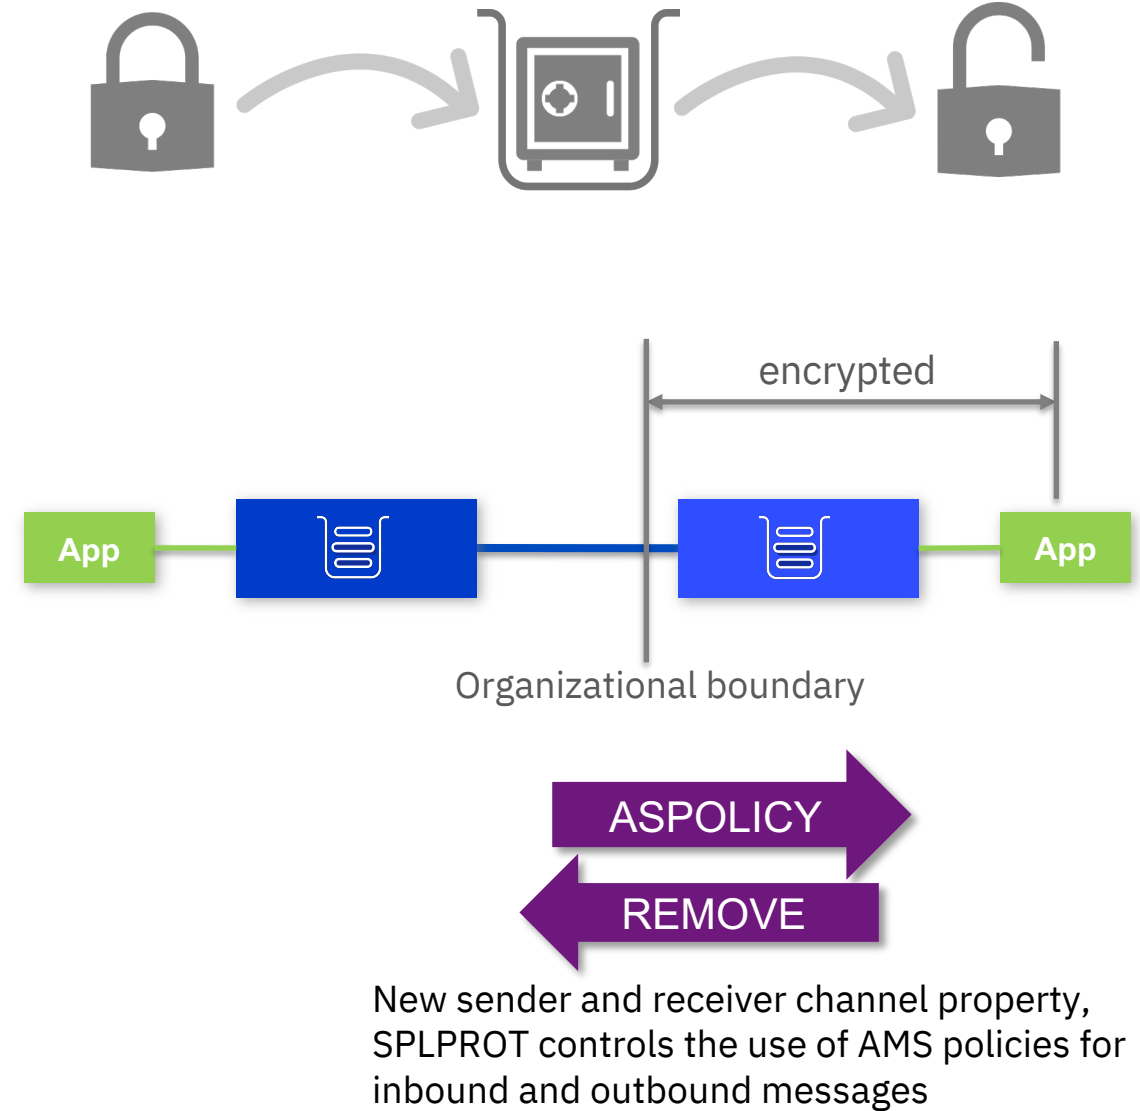 encrypted
App
App
Organizational boundary
ASPOLICY
REMOVE
New sender and receiver channel property,
SPLPROT controls the use of AMS policies for
inbound and outbound messages